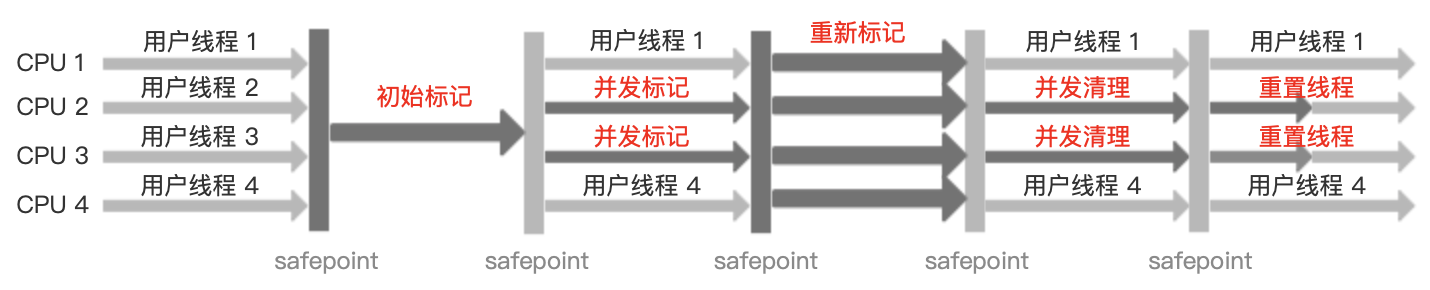 重新标记
用户线程 1
用户线程 1
用户线程 1
用户线程 1
CPU 1
用户线程 2
并发标记
并发清理
重置线程
初始标记
CPU 2
用户线程 3
并发标记
并发清理
重置线程
CPU 3
用户线程 4
用户线程 4
用户线程 4
用户线程 4
CPU 4
safepoint
safepoint
safepoint
safepoint
safepoint